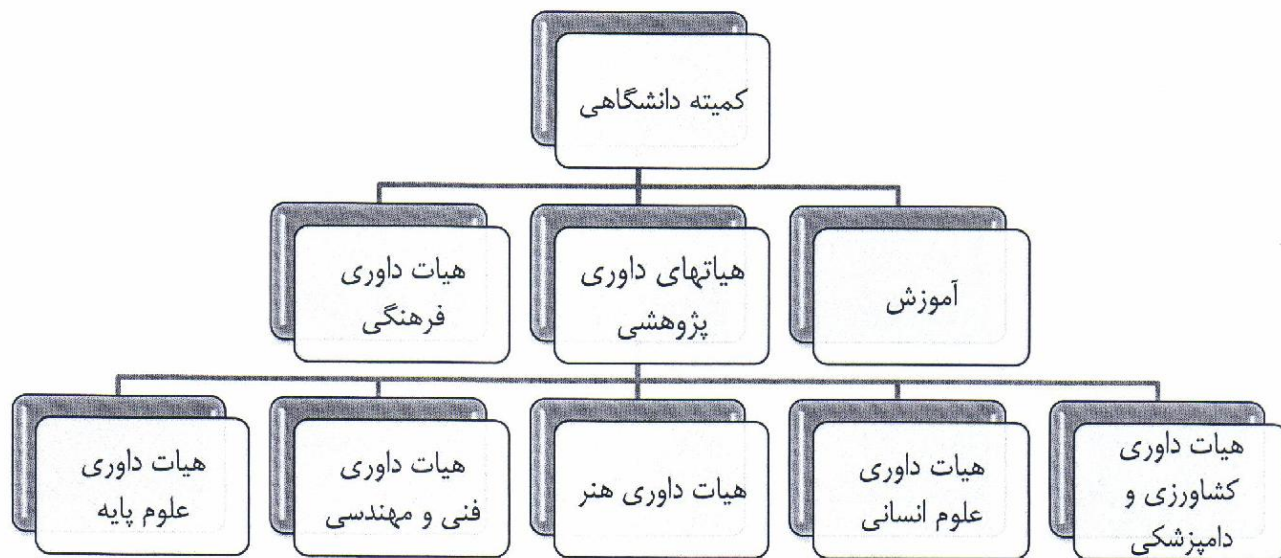 کمیته دانشگاهی
آموزش
هیاتهای داوری
پژوهشی
هیات داوری
فرهنگی
هیات داوری
کشاورزی و
دامپزشکی
هیات داوری
علوم انسانی
هیات داوری هنر
هیات داوری
فنی و مهندسی
هیات داوری
علوم پایه